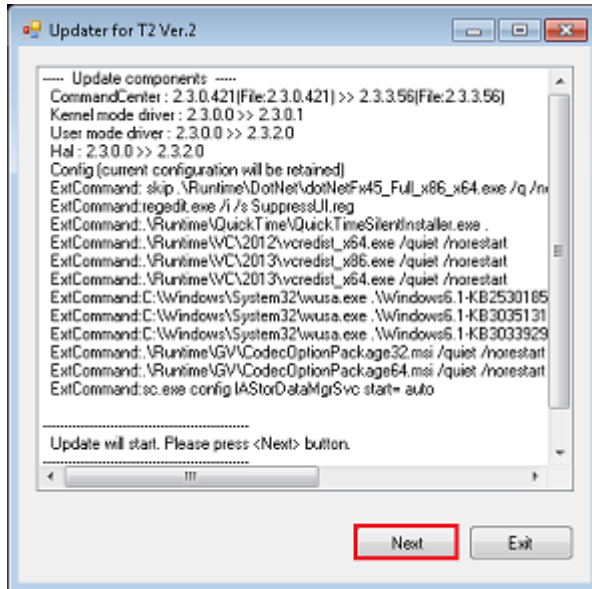 Updater for T2 Ver.2
----- Update components -----
CommandCenter : 2.3.0.421(File:2.3.0.421) >> 2.3.3.56(File:2.3.3.56)
Kernel mode driver : 2.3.0.0 >> 2.3.0.1
User mode driver : 2.3.0.0 >> 2.3.2.0
Hal : 2.3.0.0 >> 2.3.2.0
Config (current configuration will be retained)
ExtCommand: skip .\Runtime\DotNet\dotNetFx45_Full_x86_x64.exe /q /no
ExtCommand:regedit.exe /i /s SuppressUI.reg
ExtCommand:.\Runtime\QuickTime\QuickTimeSilentInstaller.exe .
ExtCommand:.\Runtime\VC\2012\vcredist_x64.exe /quiet /norestart
ExtCommand:.\Runtime\VC\2013\vcredist_x86.exe /quiet /norestart
ExtCommand:.\Runtime\VC\2013\vcredist_x64.exe /quiet /norestart
ExtCommand:C:\Windows\System32\wusa.exe .\Windows6.1-KB2530185
ExtCommand:C:\Windows\System32\wusa.exe .\Windows6.1-KB3035131
ExtCommand:C:\Windows\System32\wusa.exe .\Windows6.1-KB3033929
ExtCommand:.\Runtime\GV\CodecOptionPackage32.msi /quiet /norestart
ExtCommand:.\Runtime\GV\CodecOptionPackage64.msi /quiet /norestart
ExtCommand:sc.exe config IAStorDataMgrSvc start= auto
Update will start. Please press <Next> button.
Next
Exit